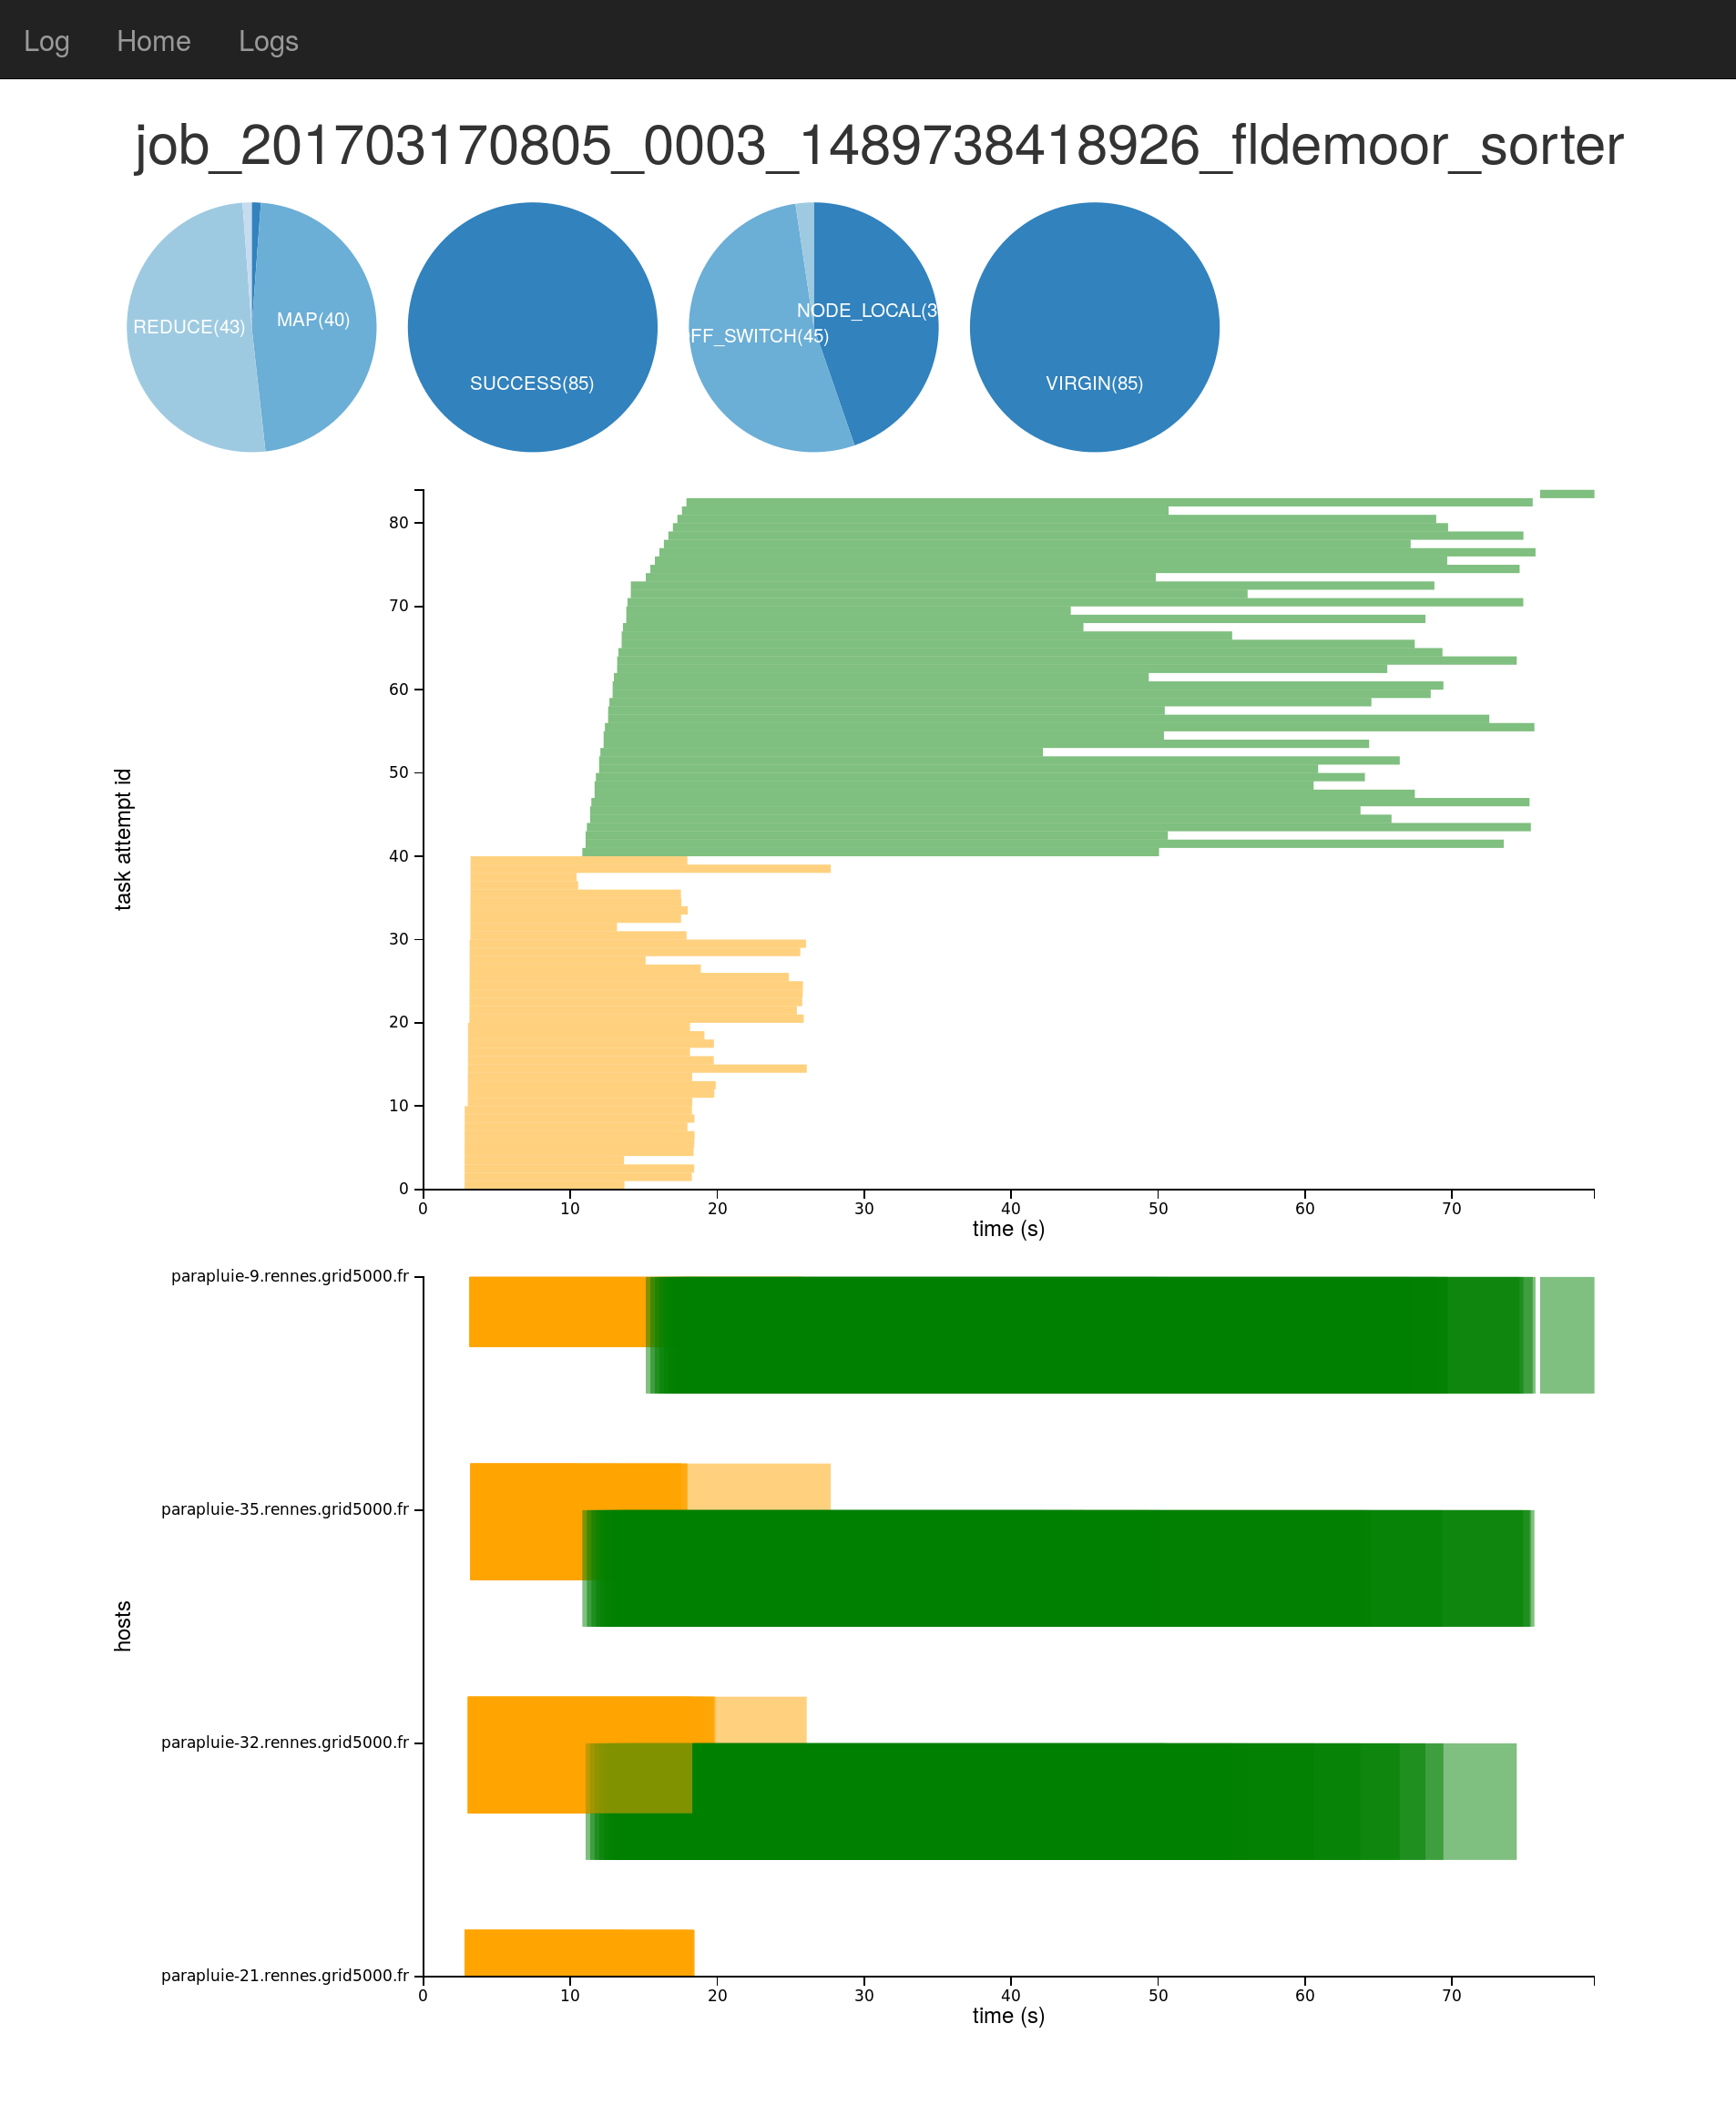 Log Home Logs
job_201703170805_0003_1489738418926_fldemoor_sorter
REDUCE(43) MAP(40)
SUCCESS(85)
NODE_LOCAL(3
FF_SWITCH(45)
VIRGIN(85)
task attempt id
80
70
60
50
40
30
20
10
0
0 10 20 30 40 50 60 70
time (s)
hosts
parapluie-9.rennes.grid5000.fr
parapluie-35.rennes.grid5000.fr
parapluie-32.rennes.grid5000.fr
parapluie-21.rennes.grid5000.fr
0 10 20 30 40 50 60 70
time (s)